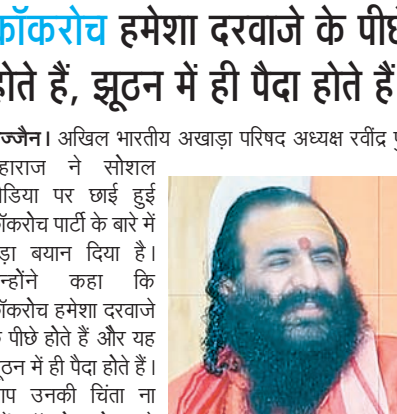 कॉकरोच हमेशा दरवाजे के पीछे
होते हैं, झूठन में ही पैदा होते हैं
उज्जैन। अखिल भारतीय अखाड़ा परिषद अध्यक्ष रवींद्र
महाराज ने सोशल
मीडिया पर छाई हुई
कॉकरोच पार्टी के बारे में
बड़ा बयान दिया है।
उन्होंने कहा कि
कॉकरोच हमेशा दरवाजे
के पीछे होते हैं और यह
झूठन में ही पैदा होते हैं।
आप उनकी चिंता ना